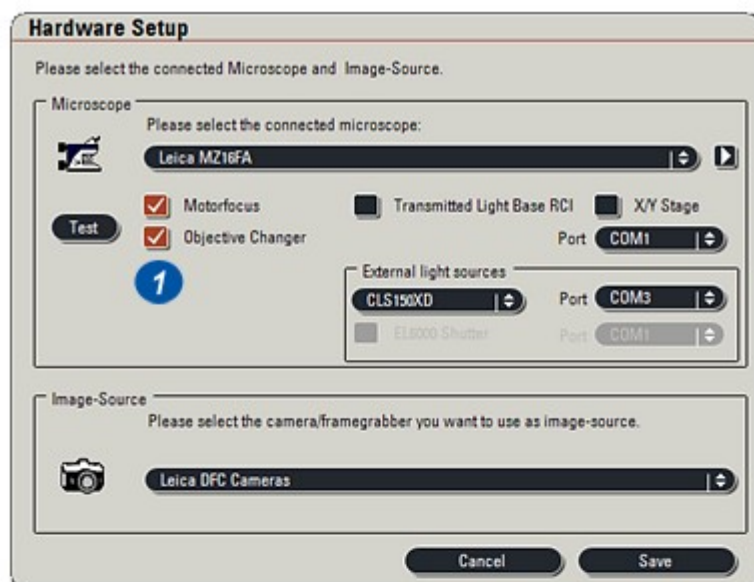 Hardware Setup
Please select the connected Microscope and Image-Source.
Microscope
Please select the connected microscope:
Leica MZ16FA
Test
Motorfocus
Transmitted Light Base RCI
X/Y Stage
Objective Changer
Port COM1
1
External light sources
CLS150XD
Port COM3
EL6000 Shutter:
Port COM1
Image-Source
Please select the camera/framegrabber you want to use as image-source.
Leica DFC Cameras
Cancel
Save